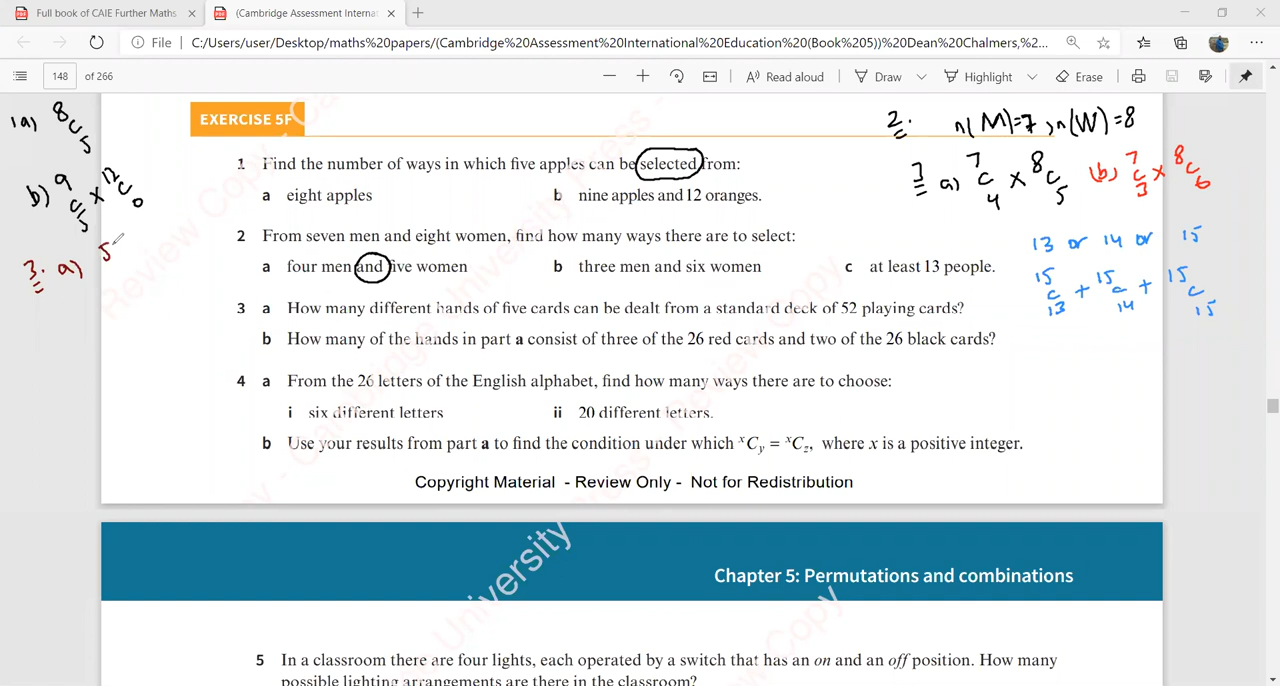 Full book of CAIE Further Maths
(Cambridge Assessment Interna
File C:/Users/user/Desktop/maths%20papers/(Cambridge%20Assessment%20International%20Education%20(Book%205))%20Dean%20Chalmers,%2...
148 of 266
Read aloud Draw Highlight Erase
EXERCISE 5F
1 Find the number of ways in which five apples can be selected from:
a eight apples b nine apples and 12 oranges.
2 From seven men and eight women, find how many ways there are to select:
a four men and five women b three men and six women c at least 13 people.
3 a How many different hands of five cards can be dealt from a standard deck of 52 playing cards?
b How many of the hands in part a consist of three of the 26 red cards and two of the 26 black cards?
4 a From the 26 letters of the English alphabet, find how many ways there are to choose:
i six different letters ii 20 different letters.
b Use your results from part a to find the condition under which ˣCᵧ = ˣC_z, where x is a positive integer.
Copyright Material - Review Only - Not for Redistribution
Chapter 5: Permutations and combinations
5 In a classroom there are four lights, each operated by a switch that has an on and an off position. How many
possible lighting arrangements are there in the classroom?
1a) ⁸C₅
b) ⁹C₅ × ¹²C₀
3. a) 5
2. n(M)=7, n(W)=8
a) ⁷C₄ × ⁸C₅ (b) ⁷C₃ × ⁸C₆
13 or 14 or 15
¹⁵C₁₃ + ¹⁵C₁₄ + ¹⁵C₁₅